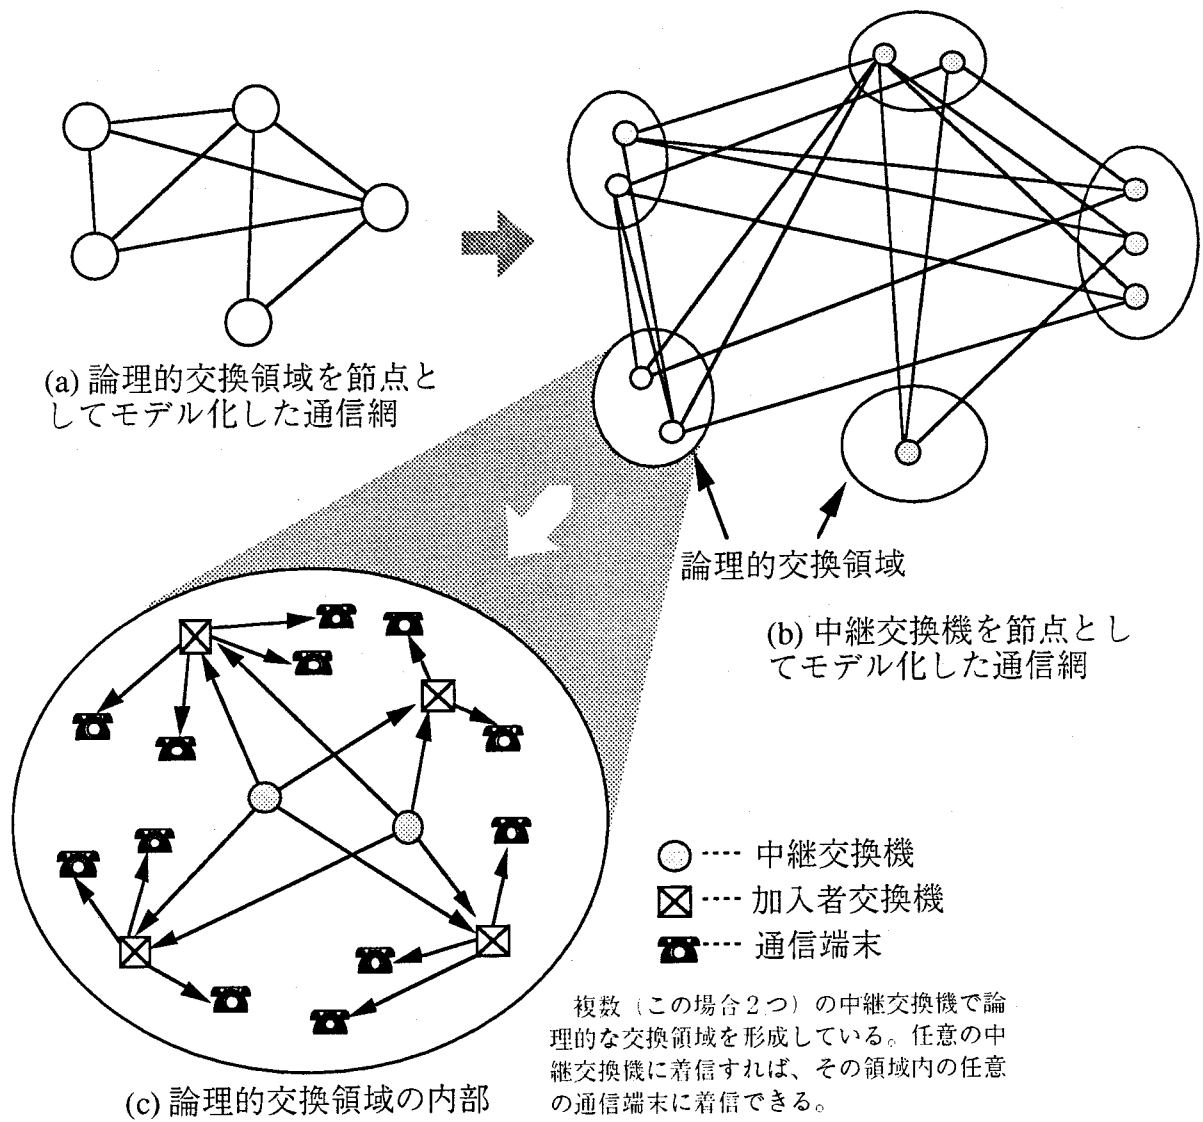 (a) 論理的交換領域を節点と
してモデル化した通信網
論理的交換領域
(b) 中継交換機を節点とし
てモデル化した通信網
中継交換機
加入者交換機
通信端末
複数（この場合２つ）の中継交換機で論
理的な交換領域を形成している。任意の中
継交換機に着信すれば、その領域内の任意
の通信端末に着信できる。
(c) 論理的交換領域の内部